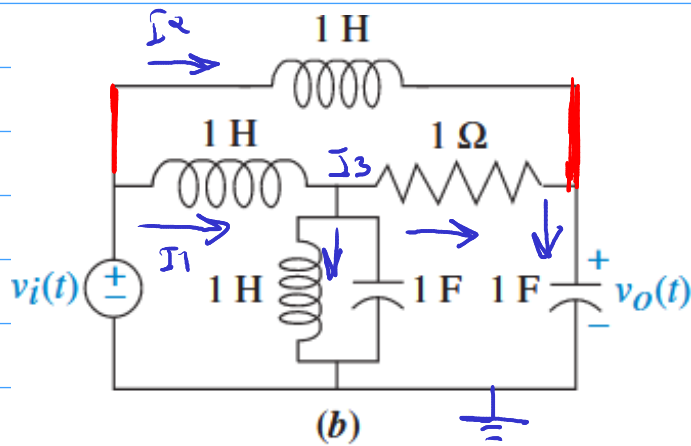 I2
1 H
1 H
I3
1 Ω
I1
vi(t)
+
−
1 H
1 F
1 F
+
vo(t)
−
(b)